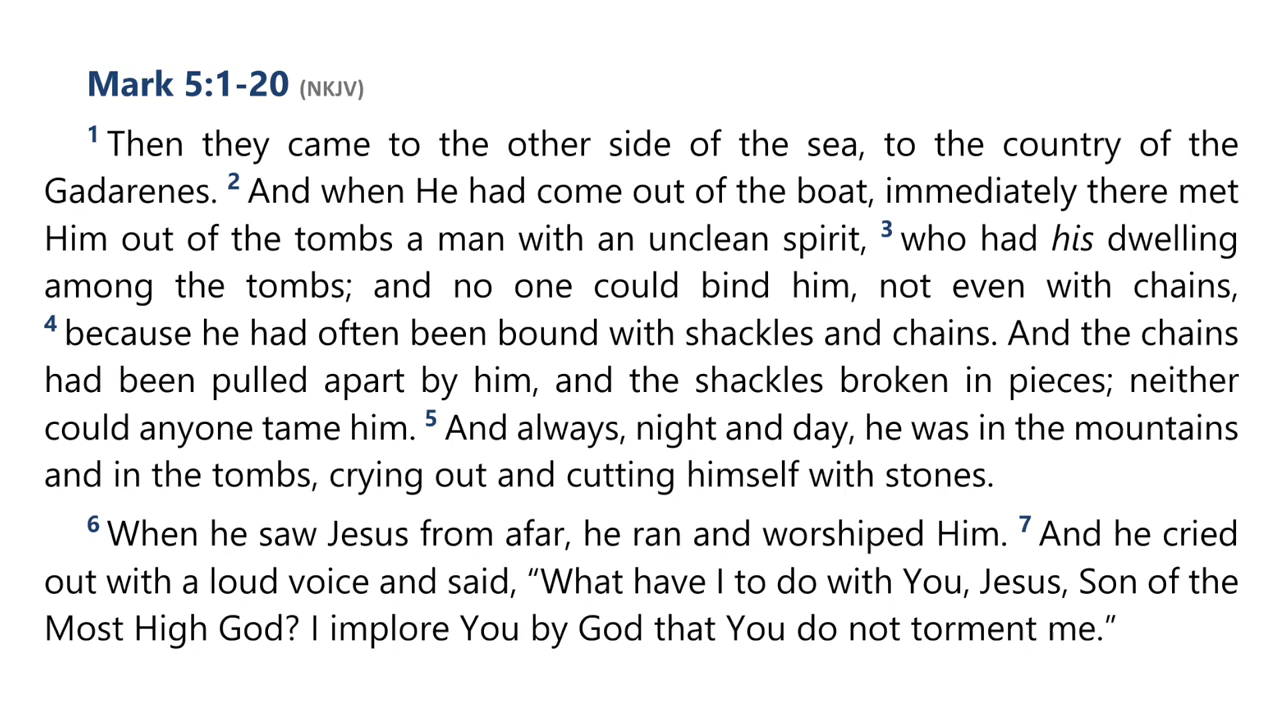 Mark 5:1-20 (NKJV)
1 Then they came to the other side of the sea, to the country of the
Gadarenes. 2 And when He had come out of the boat, immediately there met
Him out of the tombs a man with an unclean spirit, 3 who had his dwelling
among the tombs; and no one could bind him, not even with chains,
4 because he had often been bound with shackles and chains. And the chains
had been pulled apart by him, and the shackles broken in pieces; neither
could anyone tame him. 5 And always, night and day, he was in the mountains
and in the tombs, crying out and cutting himself with stones.
6 When he saw Jesus from afar, he ran and worshiped Him. 7 And he cried
out with a loud voice and said, “What have I to do with You, Jesus, Son of the
Most High God? I implore You by God that You do not torment me.”